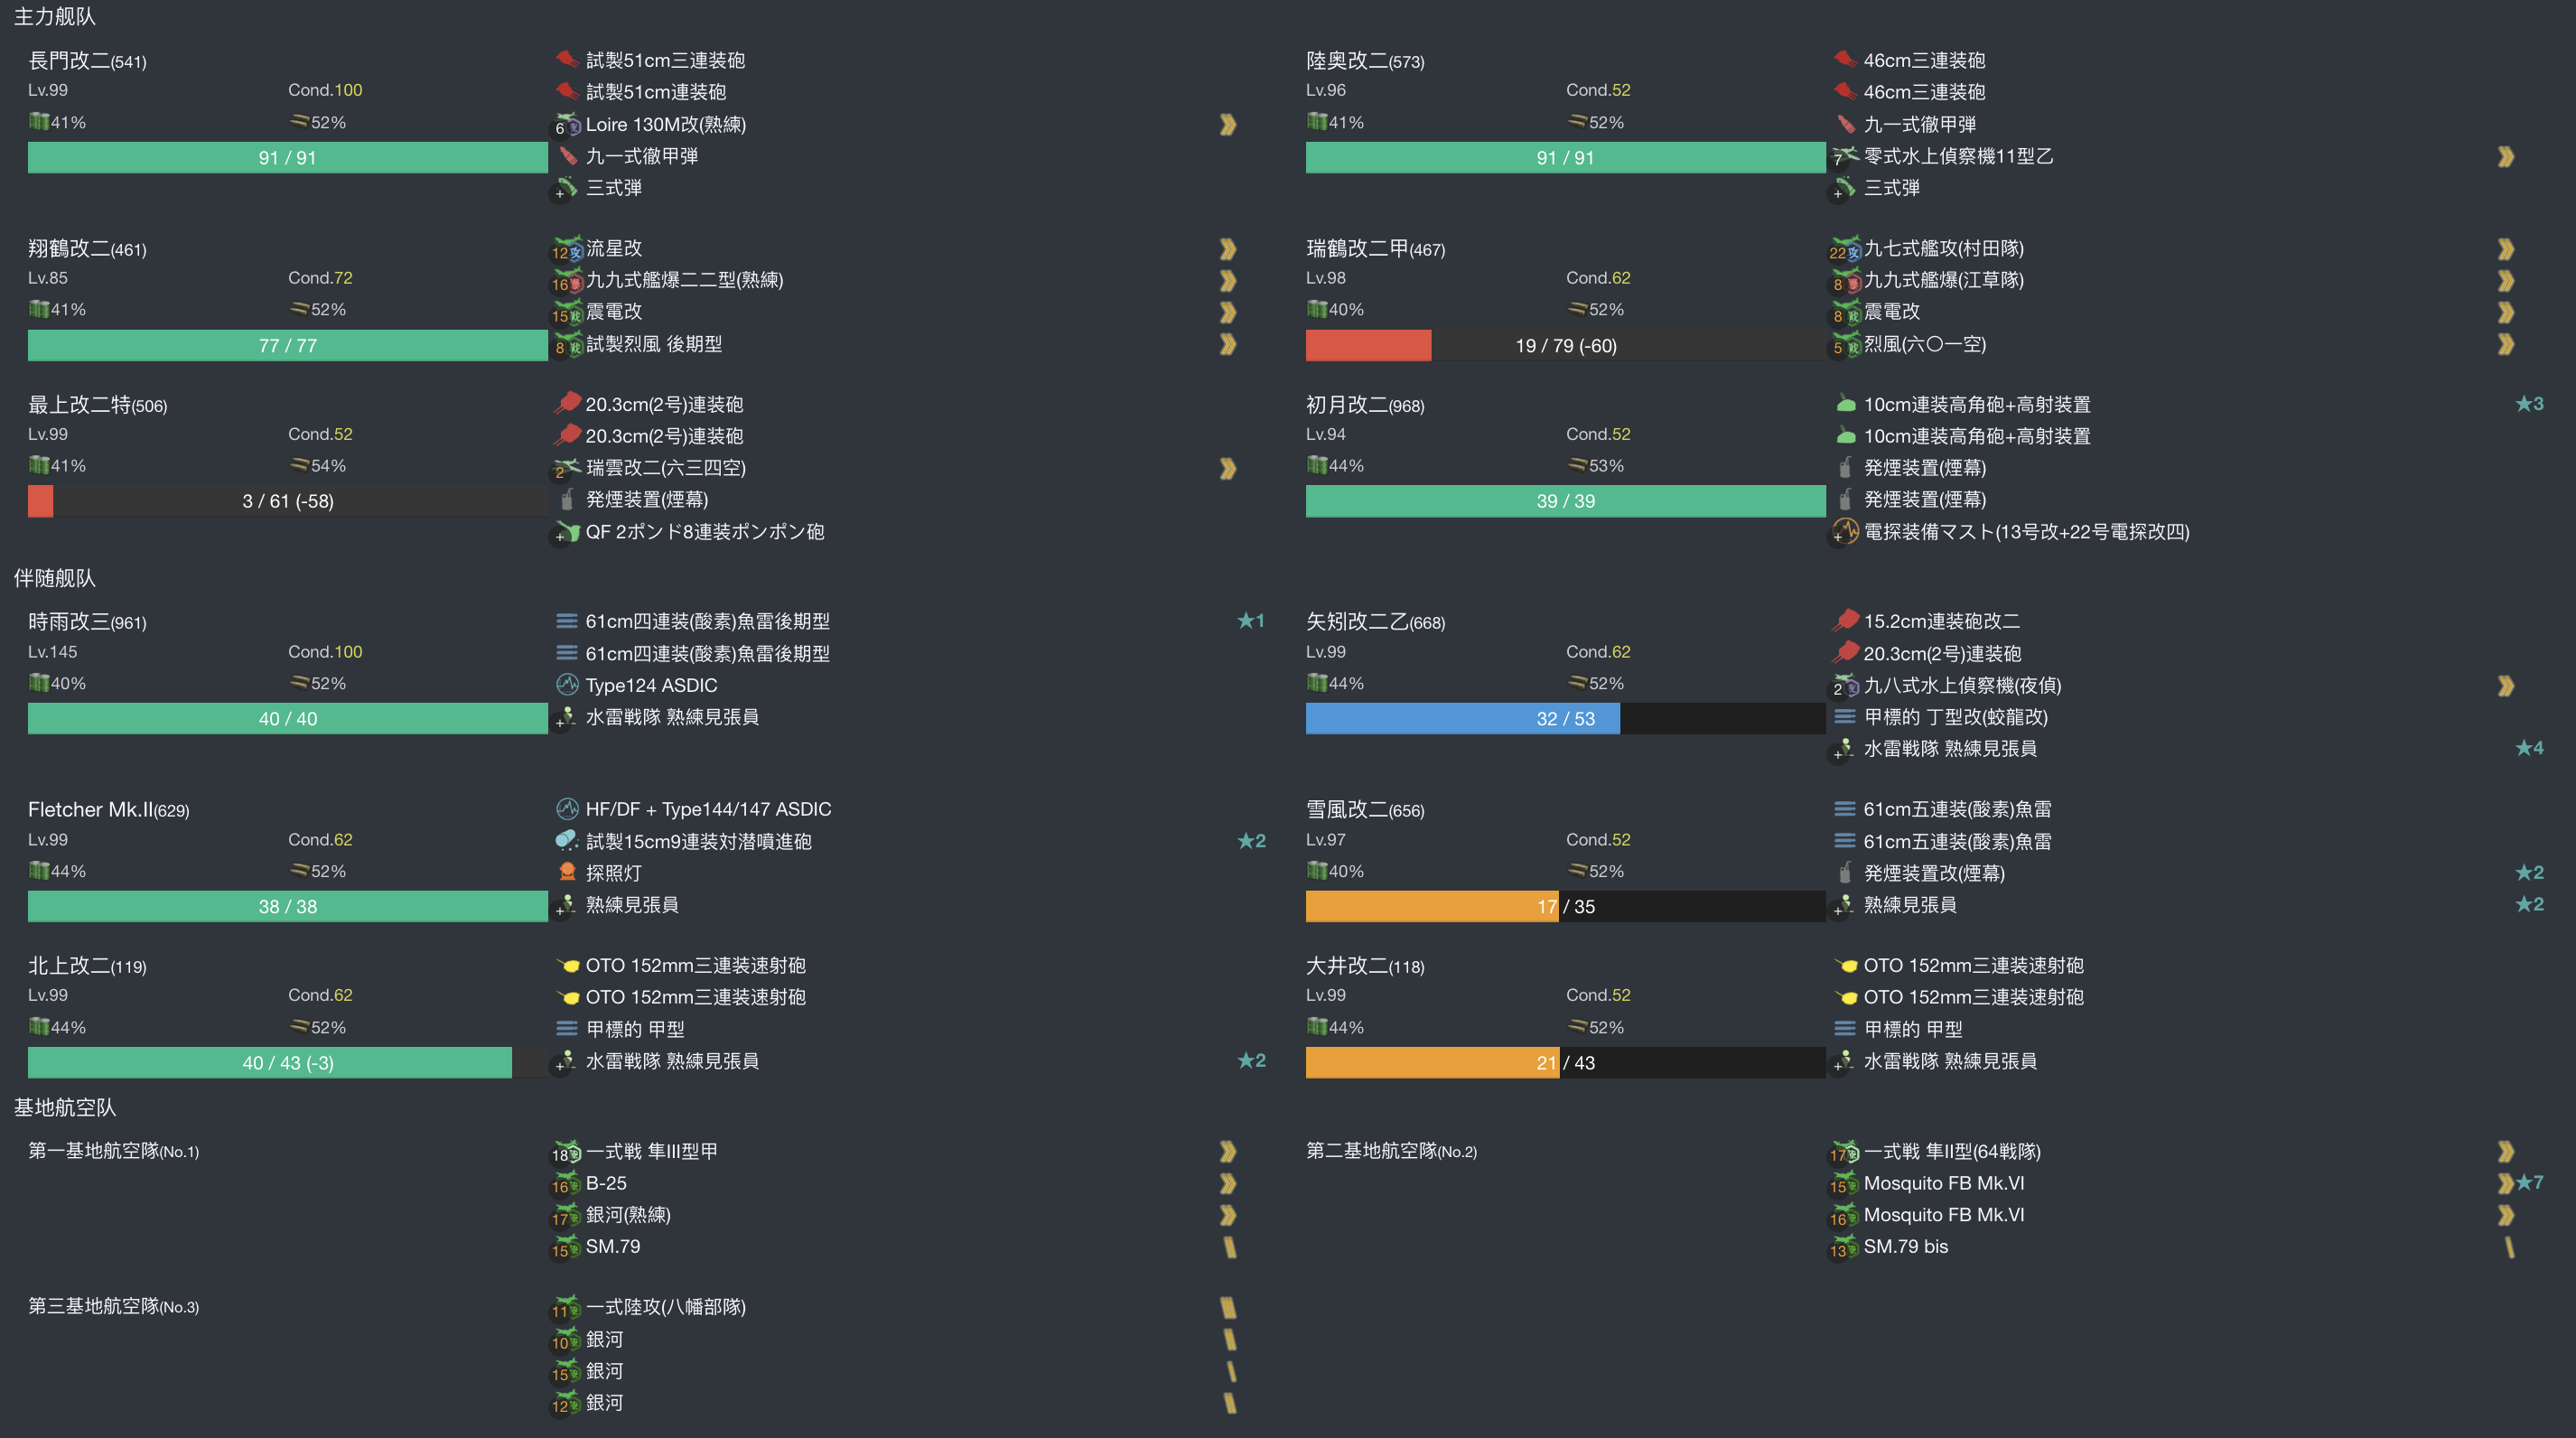 主力舰队
長門改二(541)
Lv.99 Cond.100
41% 52%
91 / 91
試製51cm三連装砲
試製51cm連装砲
6 Loire 130M改(熟練)
九一式徹甲弾
+ 三式弾
陸奥改二(573)
Lv.96 Cond.52
41% 52%
91 / 91
46cm三連装砲
46cm三連装砲
九一式徹甲弾
7 零式水上偵察機11型乙
+ 三式弾
翔鶴改二(461)
Lv.85 Cond.72
41% 52%
77 / 77
12 攻 流星改
16 九九式艦爆二二型(熟練)
15 戦 震電改
8 戦 試製烈風 後期型
瑞鶴改二甲(467)
Lv.98 Cond.62
40% 52%
19 / 79 (-60)
22 攻 九七式艦攻(村田隊)
8 九九式艦爆(江草隊)
8 戦 震電改
5 戦 烈風(六〇一空)
最上改二特(506)
Lv.99 Cond.52
41% 54%
3 / 61 (-58)
20.3cm(2号)連装砲
20.3cm(2号)連装砲
2 瑞雲改二(六三四空)
発煙装置(煙幕)
+ QF 2ポンド8連装ポンポン砲
初月改二(968)
Lv.94 Cond.52
44% 53%
39 / 39
10cm連装高角砲+高射装置 ★3
10cm連装高角砲+高射装置
発煙装置(煙幕)
発煙装置(煙幕)
+ 電探装備マスト(13号改+22号電探改四)
伴随舰队
時雨改三(961)
Lv.145 Cond.100
40% 52%
40 / 40
61cm四連装(酸素)魚雷後期型 ★1
61cm四連装(酸素)魚雷後期型
Type124 ASDIC
+ 水雷戦隊 熟練見張員
矢矧改二乙(668)
Lv.99 Cond.62
44% 52%
32 / 53
15.2cm連装砲改二
20.3cm(2号)連装砲
2 九八式水上偵察機(夜偵)
甲標的 丁型改(蛟龍改)
+ 水雷戦隊 熟練見張員 ★4
Fletcher Mk.II(629)
Lv.99 Cond.62
44% 52%
38 / 38
HF/DF + Type144/147 ASDIC
試製15cm9連装対潜噴進砲 ★2
探照灯
+ 熟練見張員
雪風改二(656)
Lv.97 Cond.52
40% 52%
17 / 35
61cm五連装(酸素)魚雷
61cm五連装(酸素)魚雷
発煙装置改(煙幕) ★2
+ 熟練見張員 ★2
北上改二(119)
Lv.99 Cond.62
44% 52%
40 / 43 (-3)
OTO 152mm三連装速射砲
OTO 152mm三連装速射砲
甲標的 甲型
+ 水雷戦隊 熟練見張員 ★2
大井改二(118)
Lv.99 Cond.52
44% 52%
21 / 43
OTO 152mm三連装速射砲
OTO 152mm三連装速射砲
甲標的 甲型
+ 水雷戦隊 熟練見張員
基地航空队
第一基地航空隊(No.1)
18 一式戦 隼III型甲
16 B-25
17 銀河(熟練)
15 SM.79
第二基地航空隊(No.2)
17 一式戦 隼II型(64戦隊)
15 Mosquito FB Mk.VI ★7
16 Mosquito FB Mk.VI
13 SM.79 bis
第三基地航空隊(No.3)
11 一式陸攻(八幡部隊)
10 銀河
15 銀河
12 銀河